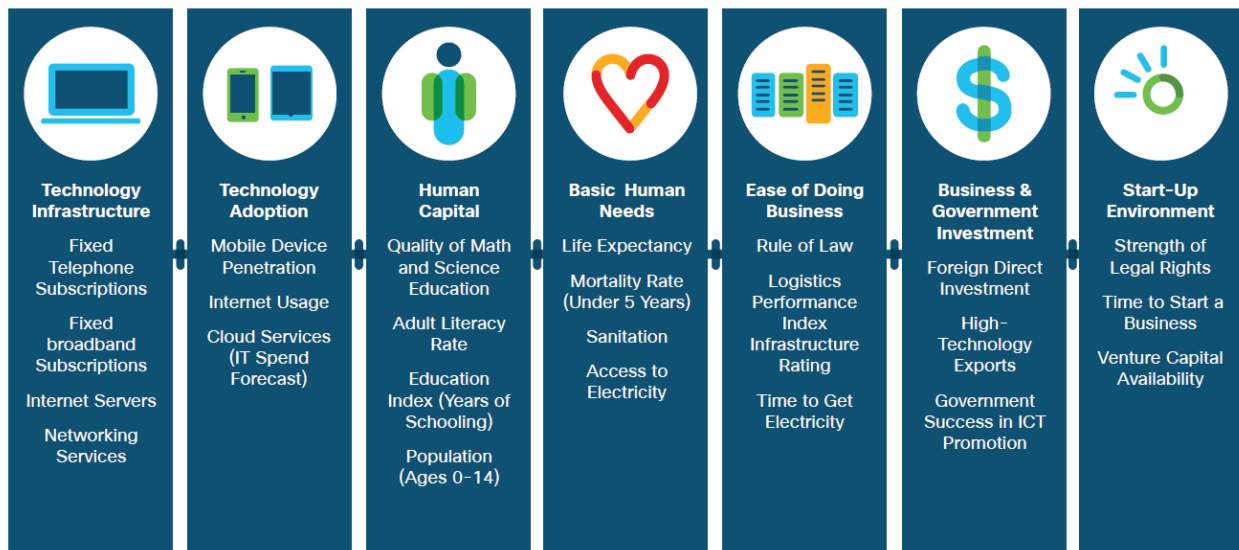 Technology
Infrastructure
Fixed
Telephone
Subscriptions
Fixed
broadband
Subscriptions
Internet Servers
Networking
Services
Technology
Adoption
Mobile Device
Penetration
Internet Usage
Cloud Services
(IT Spend
Forecast)
Human
Capital
Quality of Math
and Science
Education
Adult Literacy
Rate
Education
Index (Years of
Schooling)
Population
(Ages 0-14)
Basic Human
Needs
Life Expectancy
Mortality Rate
(Under 5 Years)
Sanitation
Access to
Electricity
Ease of Doing
Business
Rule of Law
Logistics
Performance
Index
Infrastructure
Rating
Time to Get
Electricity
Business &
Government
Investment
Foreign Direct
Investment
High-
Technology
Exports
Government
Success in ICT
Promotion
Start-Up
Environment
Strength of
Legal Rights
Time to Start a
Business
Venture Capital
Availability